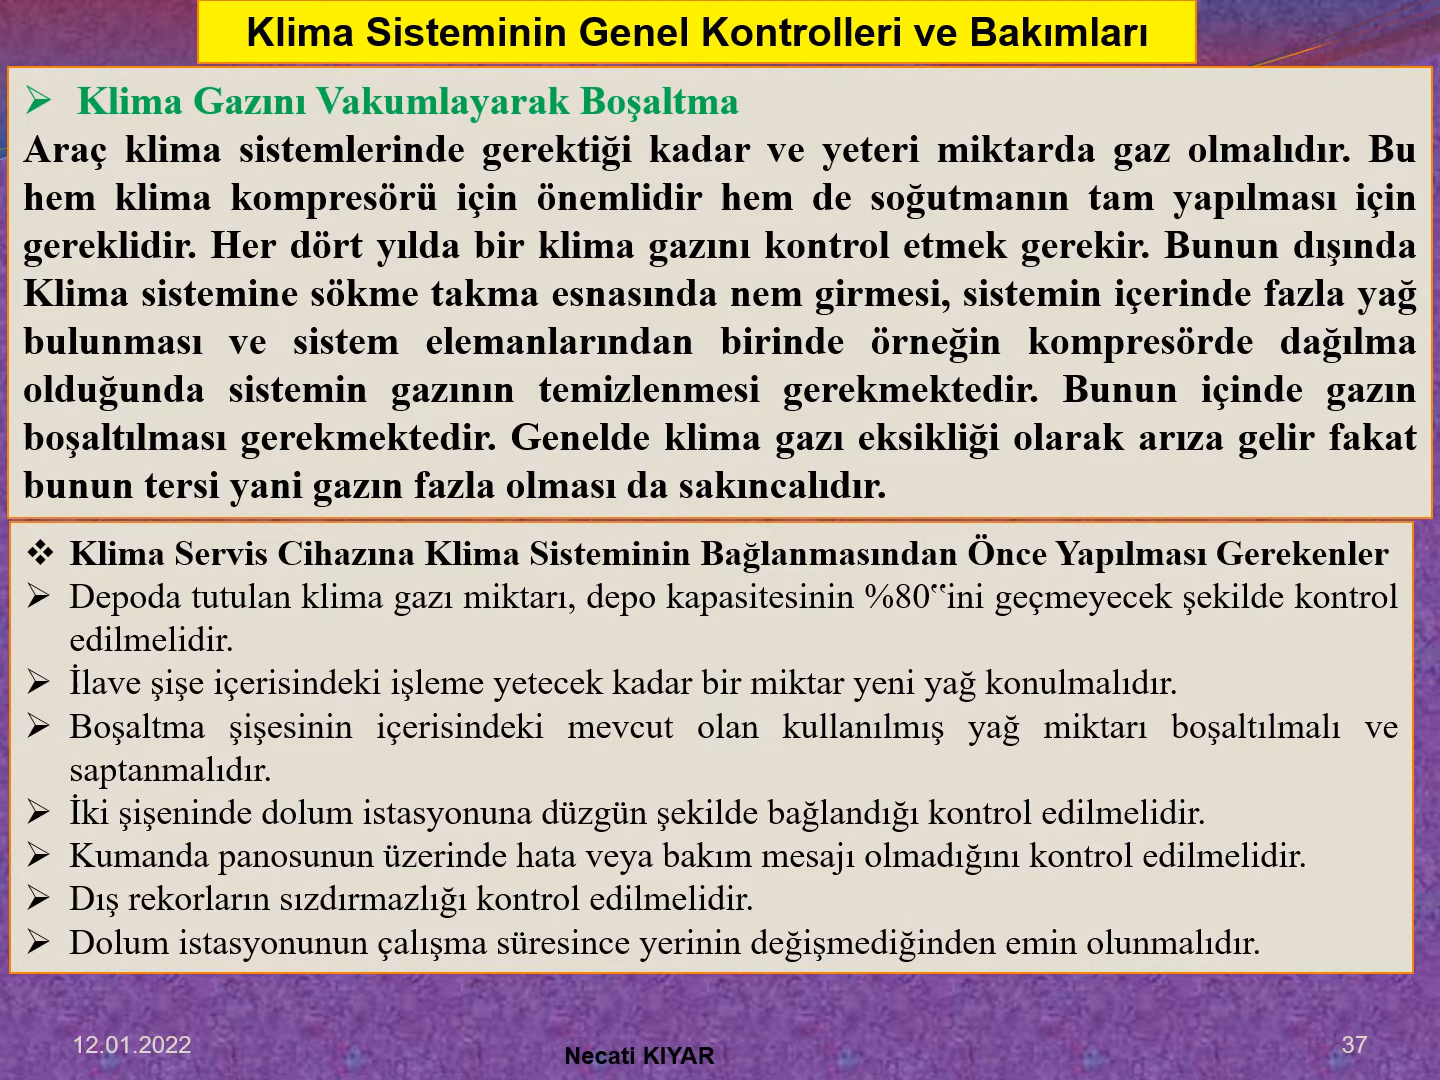 Klima Sisteminin Genel Kontrolleri ve Bakımları
➢ Klima Gazını Vakumlayarak Boşaltma
Araç klima sistemlerinde gerektiği kadar ve yeteri miktarda gaz olmalıdır. Bu
hem klima kompresörü için önemlidir hem de soğutmanın tam yapılması için
gereklidir. Her dört yılda bir klima gazını kontrol etmek gerekir. Bunun dışında
Klima sistemine sökme takma esnasında nem girmesi, sistemin içerinde fazla yağ
bulunması ve sistem elemanlarından birinde örneğin kompresörde dağılma
olduğunda sistemin gazının temizlenmesi gerekmektedir. Bunun içinde gazın
boşaltılması gerekmektedir. Genelde klima gazı eksikliği olarak arıza gelir fakat
bunun tersi yani gazın fazla olması da sakıncalıdır.
❖ Klima Servis Cihazına Klima Sisteminin Bağlanmasından Önce Yapılması Gerekenler
➢ Depoda tutulan klima gazı miktarı, depo kapasitesinin %80‟ini geçmeyecek şekilde kontrol
edilmelidir.
➢ İlave şişe içerisindeki işleme yetecek kadar bir miktar yeni yağ konulmalıdır.
➢ Boşaltma şişesinin içerisindeki mevcut olan kullanılmış yağ miktarı boşaltılmalı ve
saptanmalıdır.
➢ İki şişeninde dolum istasyonuna düzgün şekilde bağlandığı kontrol edilmelidir.
➢ Kumanda panosunun üzerinde hata veya bakım mesajı olmadığını kontrol edilmelidir.
➢ Dış rekorların sızdırmazlığı kontrol edilmelidir.
➢ Dolum istasyonunun çalışma süresince yerinin değişmediğinden emin olunmalıdır.
12.01.2022
Necati KIYAR
37